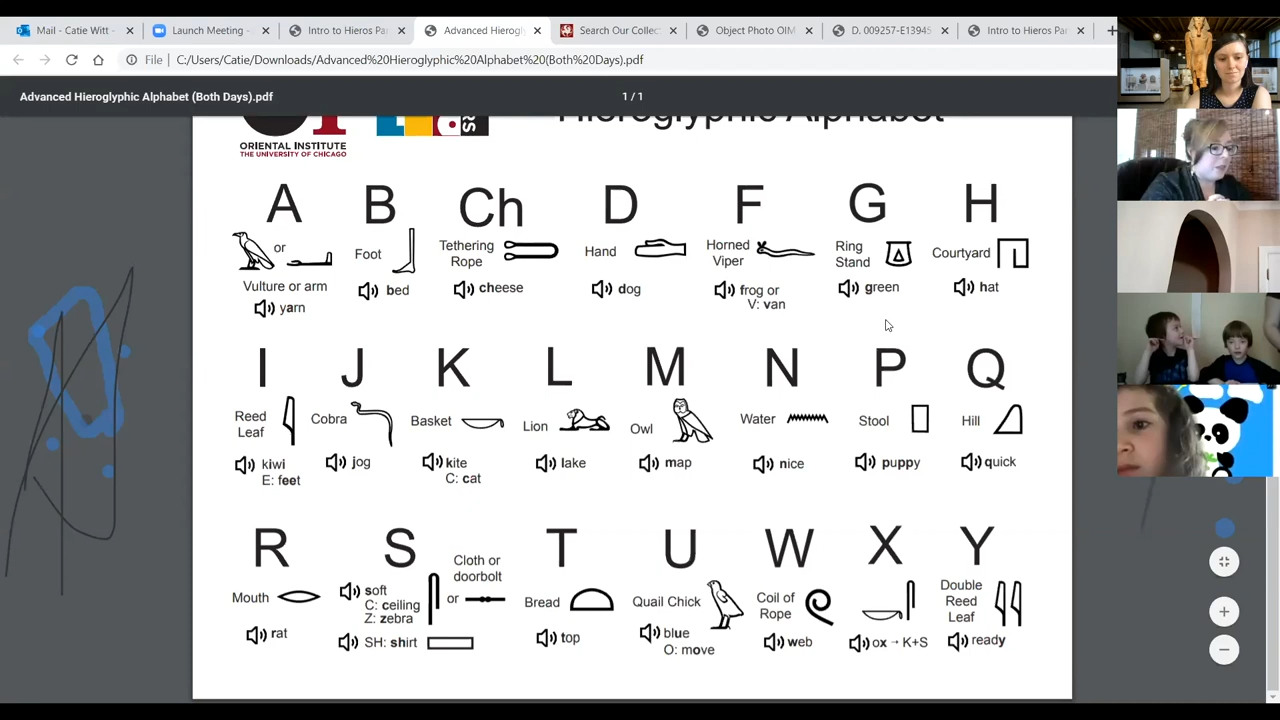 Mail - Catie Witt -
Launch Meeting -
Intro to Hieros Par
Advanced Hierogl
Search Our Collec
Object Photo OIM
D. 009257-E13945
Intro to Hieros Par
File C:/Users/Catie/Downloads/Advanced%20Hieroglyphic%20Alphabet%20(Both%20Days).pdf
Advanced Hieroglyphic Alphabet (Both Days).pdf
1 / 1
Hieroglyphic Alphabet
ORIENTAL INSTITUTE
THE UNIVERSITY OF CHICAGO
A B Ch D F G H
or
Vulture or arm
yarn
Foot
bed
Tethering
Rope
cheese
Hand
dog
Horned
Viper
frog or
V: van
Ring
Stand
green
Courtyard
hat
I J K L M N P Q
Reed
Leaf
kiwi
E: feet
Cobra
jog
Basket
kite
C: cat
Lion
lake
Owl
map
Water
nice
Stool
puppy
Hill
quick
R S T U W X Y
Mouth
rat
soft
C: ceiling
Z: zebra
SH: shirt
Cloth or
doorbolt
or
Bread
top
Quail Chick
blue
O: move
Coil of
Rope
web
ox → K+S
Double
Reed
Leaf
ready